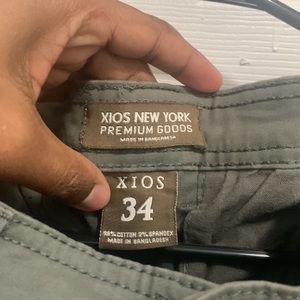 XIOS NEW YORK
PREMIUM GOODS
MADE IN BANGLADESH
XIOS
34
98% COTTON 2% SPANDEX
MADE IN BANGLADESH